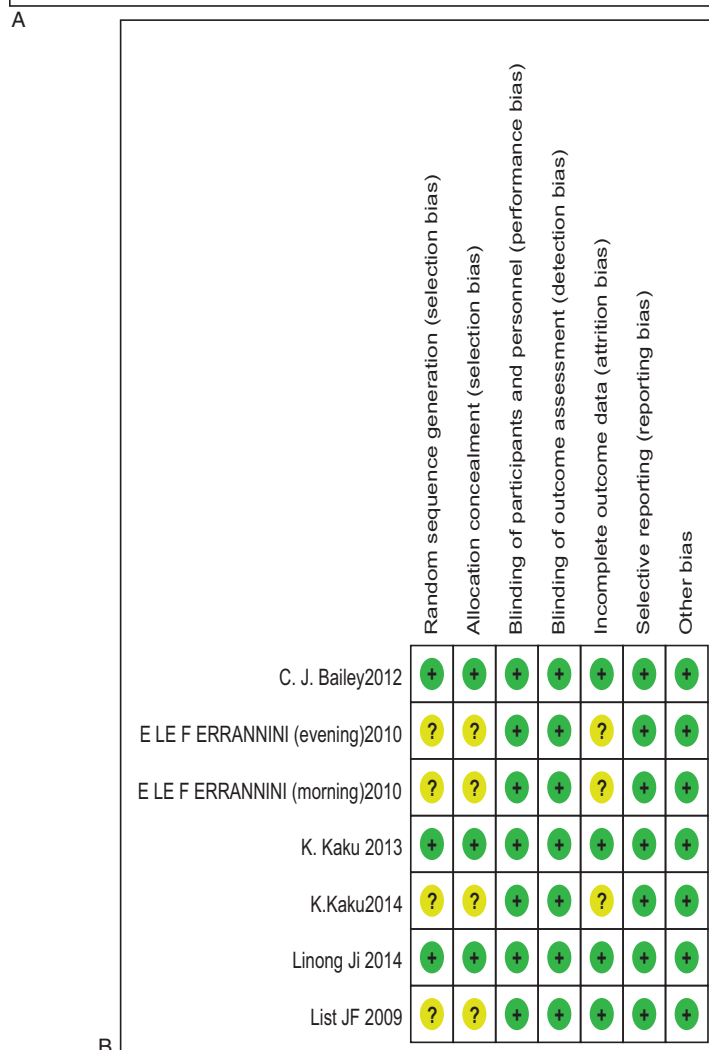 A
Random sequence generation (selection bias)
Allocation concealment (selection bias)
Blinding of participants and personnel (performance bias)
Blinding of outcome assessment (detection bias)
Incomplete outcome data (attrition bias)
Selective reporting (reporting bias)
Other bias
C. J. Bailey2012 + + + + + + +
E LE F ERRANNINI (evening)2010 ? ? + + ? + +
E LE F ERRANNINI (morning)2010 ? ? + + ? + +
K. Kaku 2013 + + + + + + +
K.Kaku2014 ? ? + + ? + +
Linong Ji 2014 + + + + + + +
List JF 2009 ? ? + + + + +
B